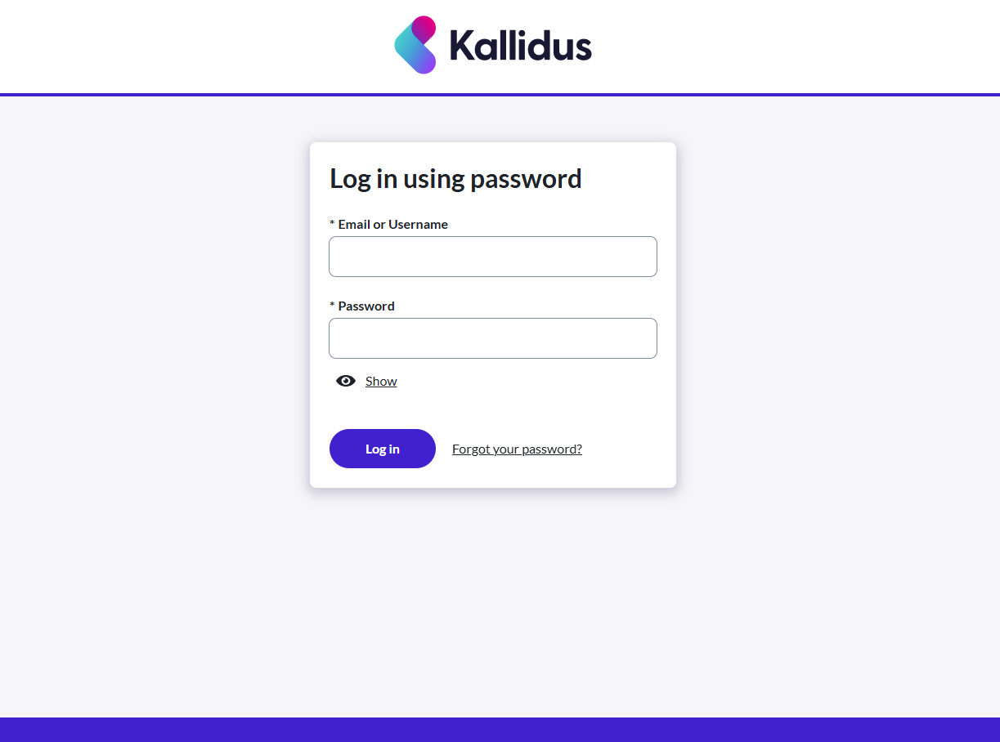 Kallidus
Log in using password
* Email or Username
* Password
Show
Log in
Forgot your password?